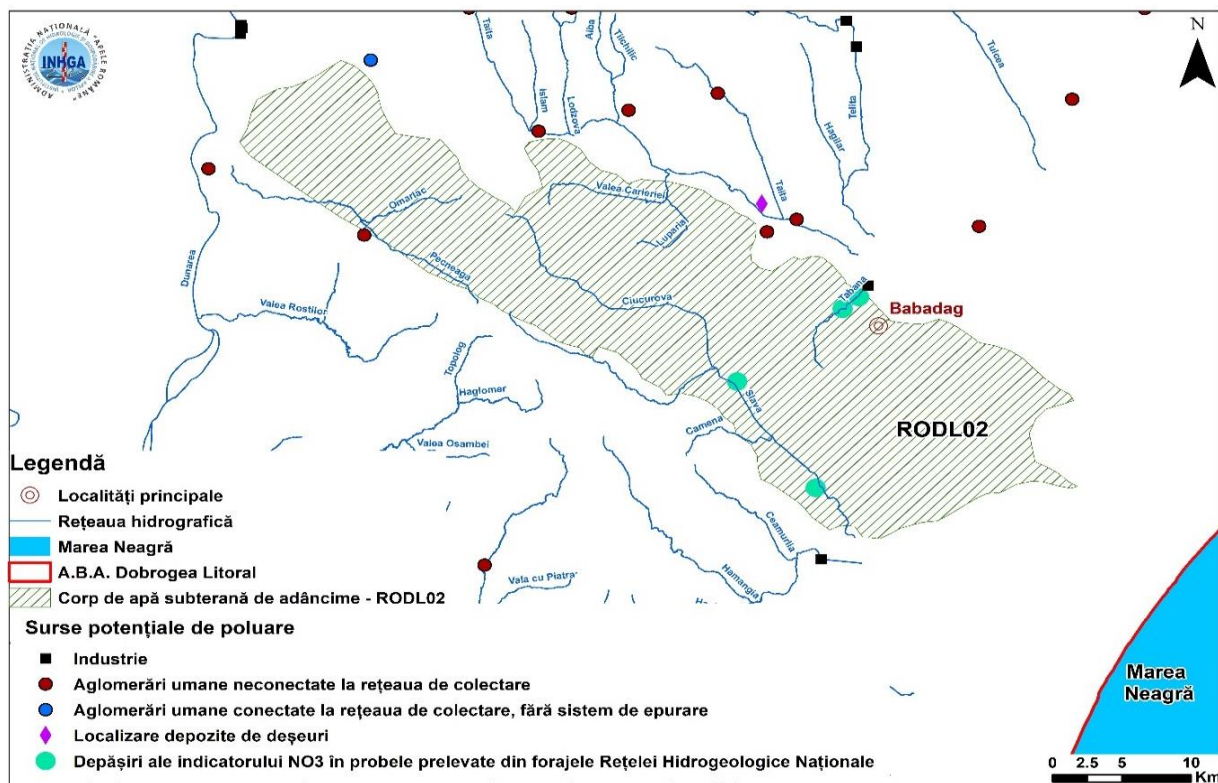 ADMINISTRAȚIA NAȚIONALĂ "APELE ROMÂNE"
INHGA
N
Taita
Islam
Lodzova
Alba
Tilchilic
Hagilar
Telita
Tulcea
Taita
Dunarea
Omarlac
Pecneaga
Valea Carierei
Luparia
Ciucurova
Tabana
Babadag
Valea Rostilor
Topolog
Haglomer
Valea Osambei
Slava
Camena
RODL02
Ceamurlia
Hamangia
Vala cu Piatra
Legendă
Localități principale
Rețeaua hidrografică
Marea Neagră
A.B.A. Dobrogea Litoral
Corp de apă subterană de adâncime - RODL02
Surse potențiale de poluare
Industrie
Aglomerări umane neconectate la rețeaua de colectare
Aglomerări umane conectate la rețeaua de colectare, fără sistem de epurare
Localizare depozite de deșeuri
Depășiri ale indicatorului NO3 în probele prelevate din forajele Rețelei Hidrogeologice Naționale
Marea
Neagră
0 2.5 5 10
Km